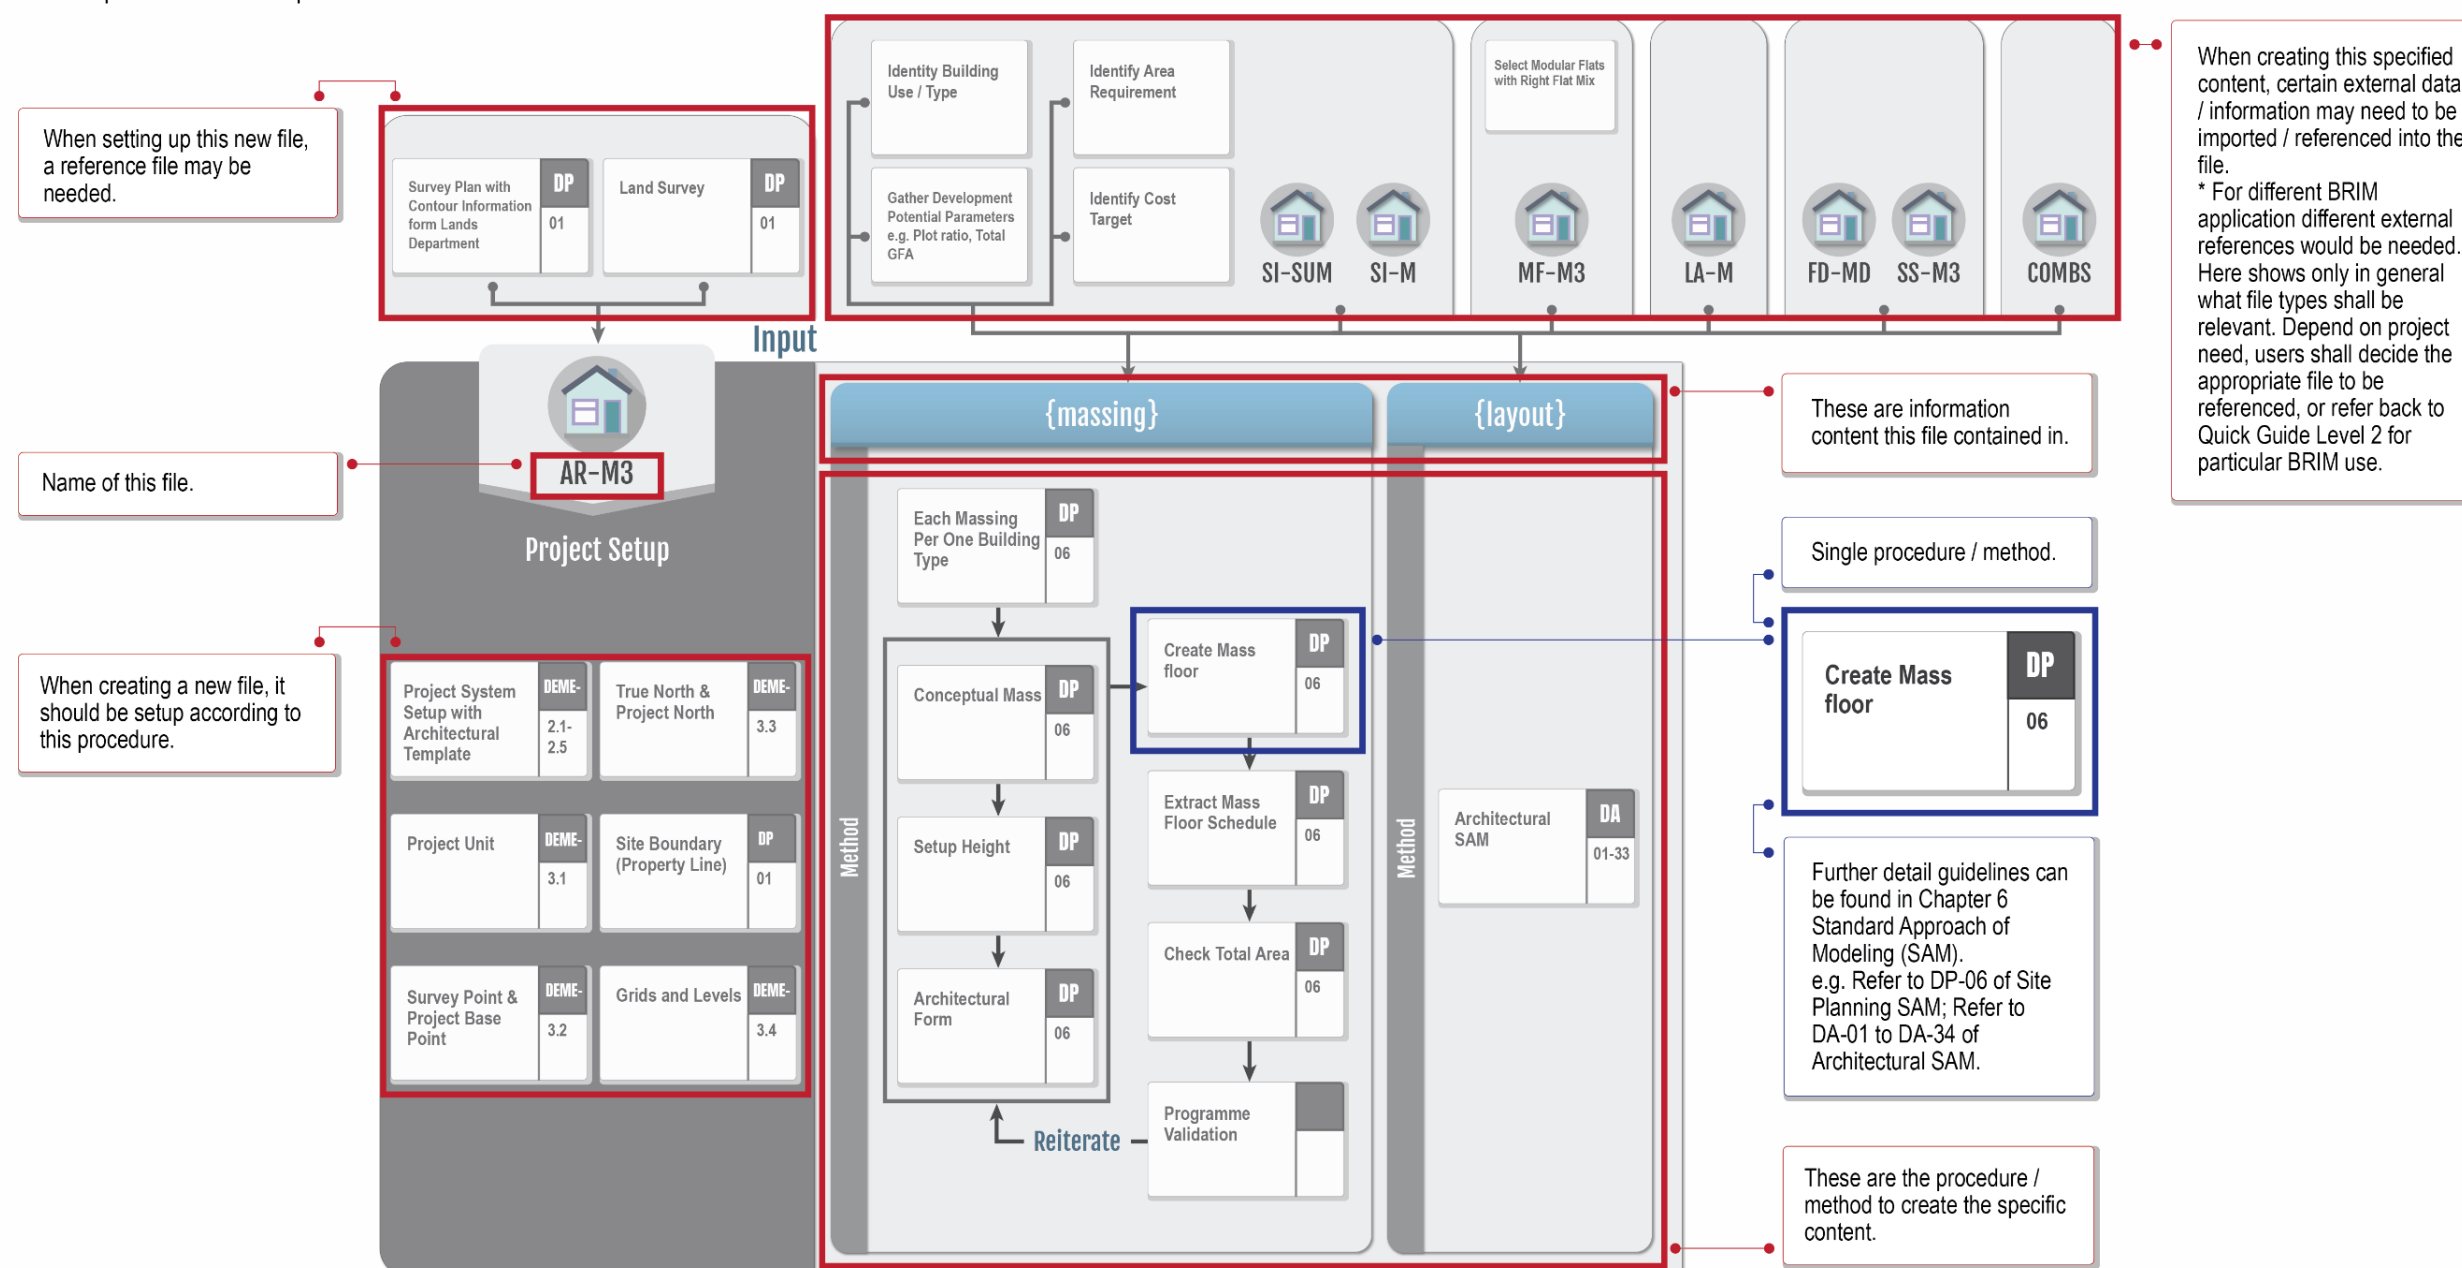 When setting up this new file,
a reference file may be
needed.
Survey Plan with
Contour Information
form Lands
Department
DP
01
Land Survey
DP
01
Input
Identity Building
Use / Type
Identify Area
Requirement
Gather Development
Potential Parameters
e.g. Plot ratio, Total
GFA
Identify Cost
Target
SI-SUM
SI-M
Select Modular Flats
with Right Flat Mix
MF-M3
LA-M
FD-MD
SS-M3
COMBS
When creating this specified
content, certain external data
/ information may need to be
imported / referenced into the
file.
* For different BRIM
application different external
references would be needed.
Here shows only in general
what file types shall be
relevant. Depend on project
need, users shall decide the
appropriate file to be
referenced, or refer back to
Quick Guide Level 2 for
particular BRIM use.
Name of this file.
AR-M3
Project Setup
When creating a new file, it
should be setup according to
this procedure.
Project System
Setup with
Architectural
Template
DEME-
2.1-
2.5
True North &
Project North
DEME-
3.3
Project Unit
DEME-
3.1
Site Boundary
(Property Line)
DP
01
Survey Point &
Project Base
Point
DEME-
3.2
Grids and Levels
DEME-
3.4
{massing}
{layout}
These are information
content this file contained in.
Method
Each Massing
Per One Building
Type
DP
06
Conceptual Mass
DP
06
Setup Height
DP
06
Architectural
Form
DP
06
Create Mass
floor
DP
06
Extract Mass
Floor Schedule
DP
06
Check Total Area
DP
06
Programme
Validation
Reiterate
Method
Architectural
SAM
DA
01-33
Single procedure / method.
Create Mass
floor
DP
06
Further detail guidelines can
be found in Chapter 6
Standard Approach of
Modeling (SAM).
e.g. Refer to DP-06 of Site
Planning SAM; Refer to
DA-01 to DA-34 of
Architectural SAM.
These are the procedure /
method to create the specific
content.